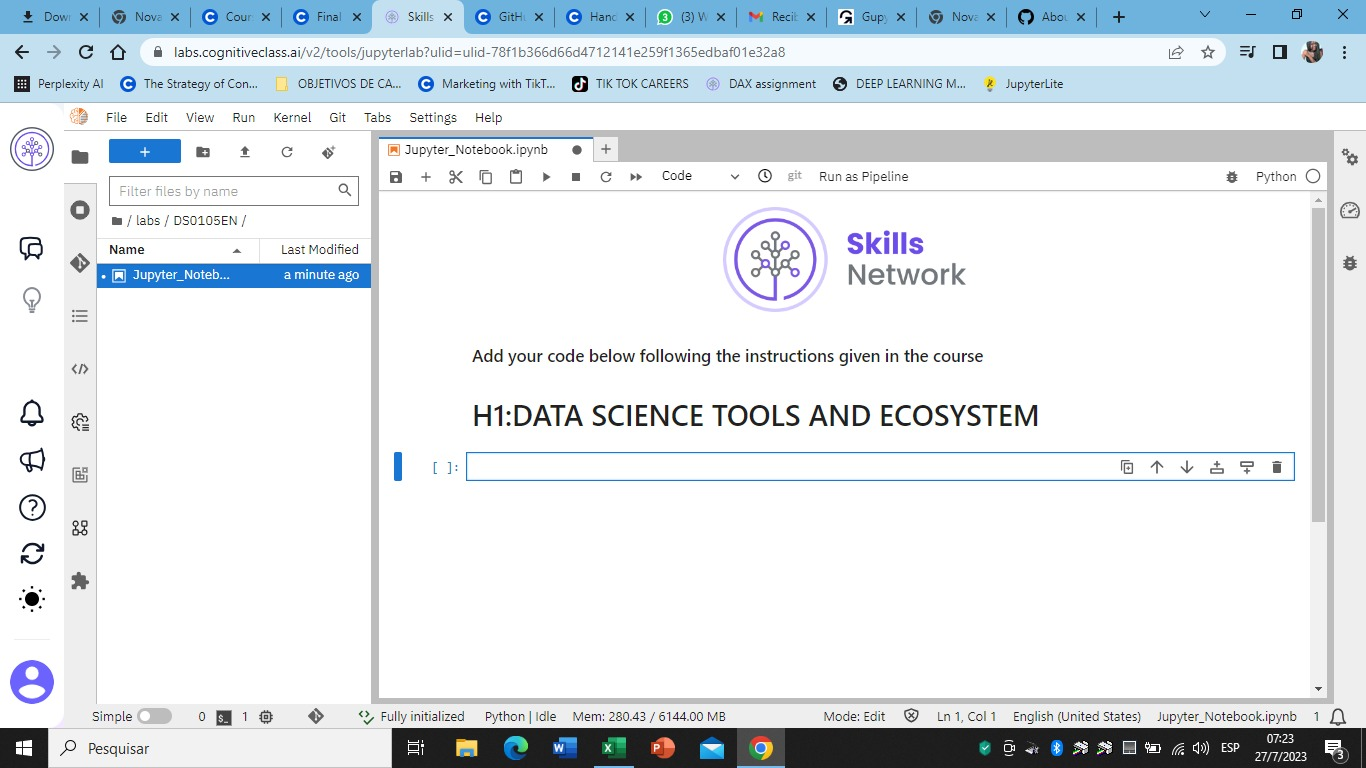 Down
Nova
Cour
Final
Skills
GitHu
Hand
(3) W
Recib
Gupy
Nova
Abou
labs.cognitiveclass.ai/v2/tools/jupyterlab?ulid=ulid-78f1b366d66d4712141e259f1365edbaf01e32a8
Perplexity AI
The Strategy of Con...
OBJETIVOS DE CA...
Marketing with TikT...
TIK TOK CAREERS
DAX assignment
DEEP LEARNING M...
JupyterLite
File Edit View Run Kernel Git Tabs Settings Help
Filter files by name
/ labs / DS0105EN /
Name Last Modified
Jupyter_Noteb... a minute ago
Jupyter_Notebook.ipynb
Code
git
Run as Pipeline
Python
Skills
Network
Add your code below following the instructions given in the course
H1:DATA SCIENCE TOOLS AND ECOSYSTEM
[ ]:
Simple 0 $_ 1 Fully initialized Python | Idle Mem: 280.43 / 6144.00 MB Mode: Edit Ln 1, Col 1 English (United States) Jupyter_Notebook.ipynb 1
Pesquisar
ESP
07:23
27/7/2023
3